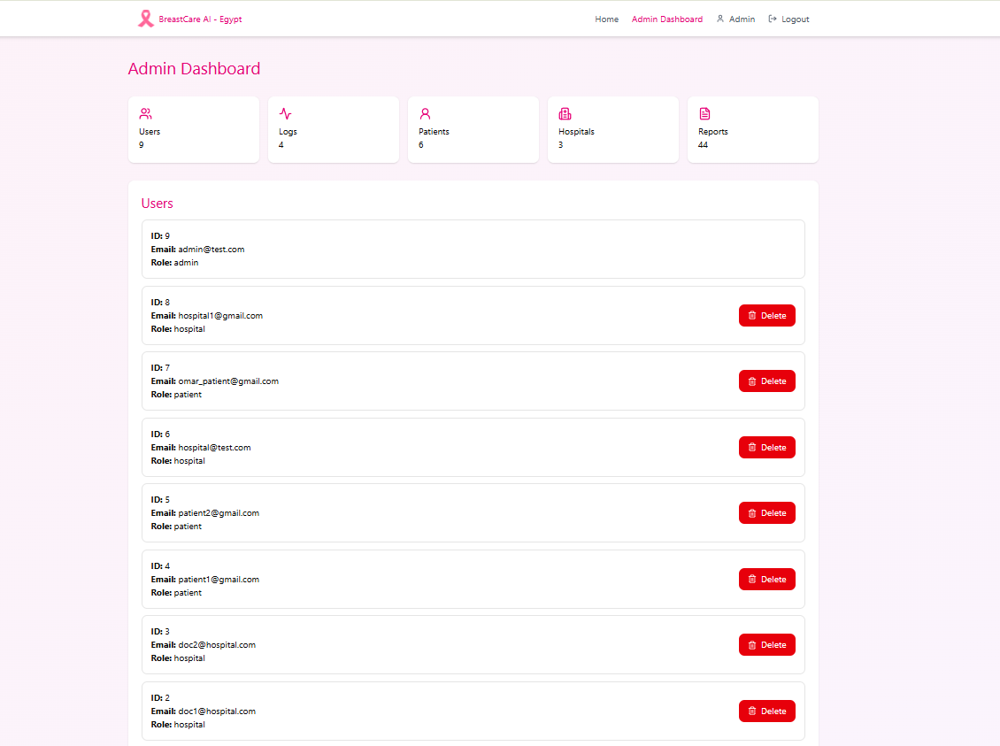 BreastCare AI - Egypt
Home
Admin Dashboard
Admin
Logout
Admin Dashboard
Users
9
Logs
4
Patients
6
Hospitals
3
Reports
44
Users
ID: 9
Email: admin@test.com
Role: admin
ID: 8
Email: hospital1@gmail.com
Role: hospital
Delete
ID: 7
Email: omar_patient@gmail.com
Role: patient
Delete
ID: 6
Email: hospital@test.com
Role: hospital
Delete
ID: 5
Email: patient2@gmail.com
Role: patient
Delete
ID: 4
Email: patient1@gmail.com
Role: patient
Delete
ID: 3
Email: doc2@hospital.com
Role: hospital
Delete
ID: 2
Email: doc1@hospital.com
Role: hospital
Delete